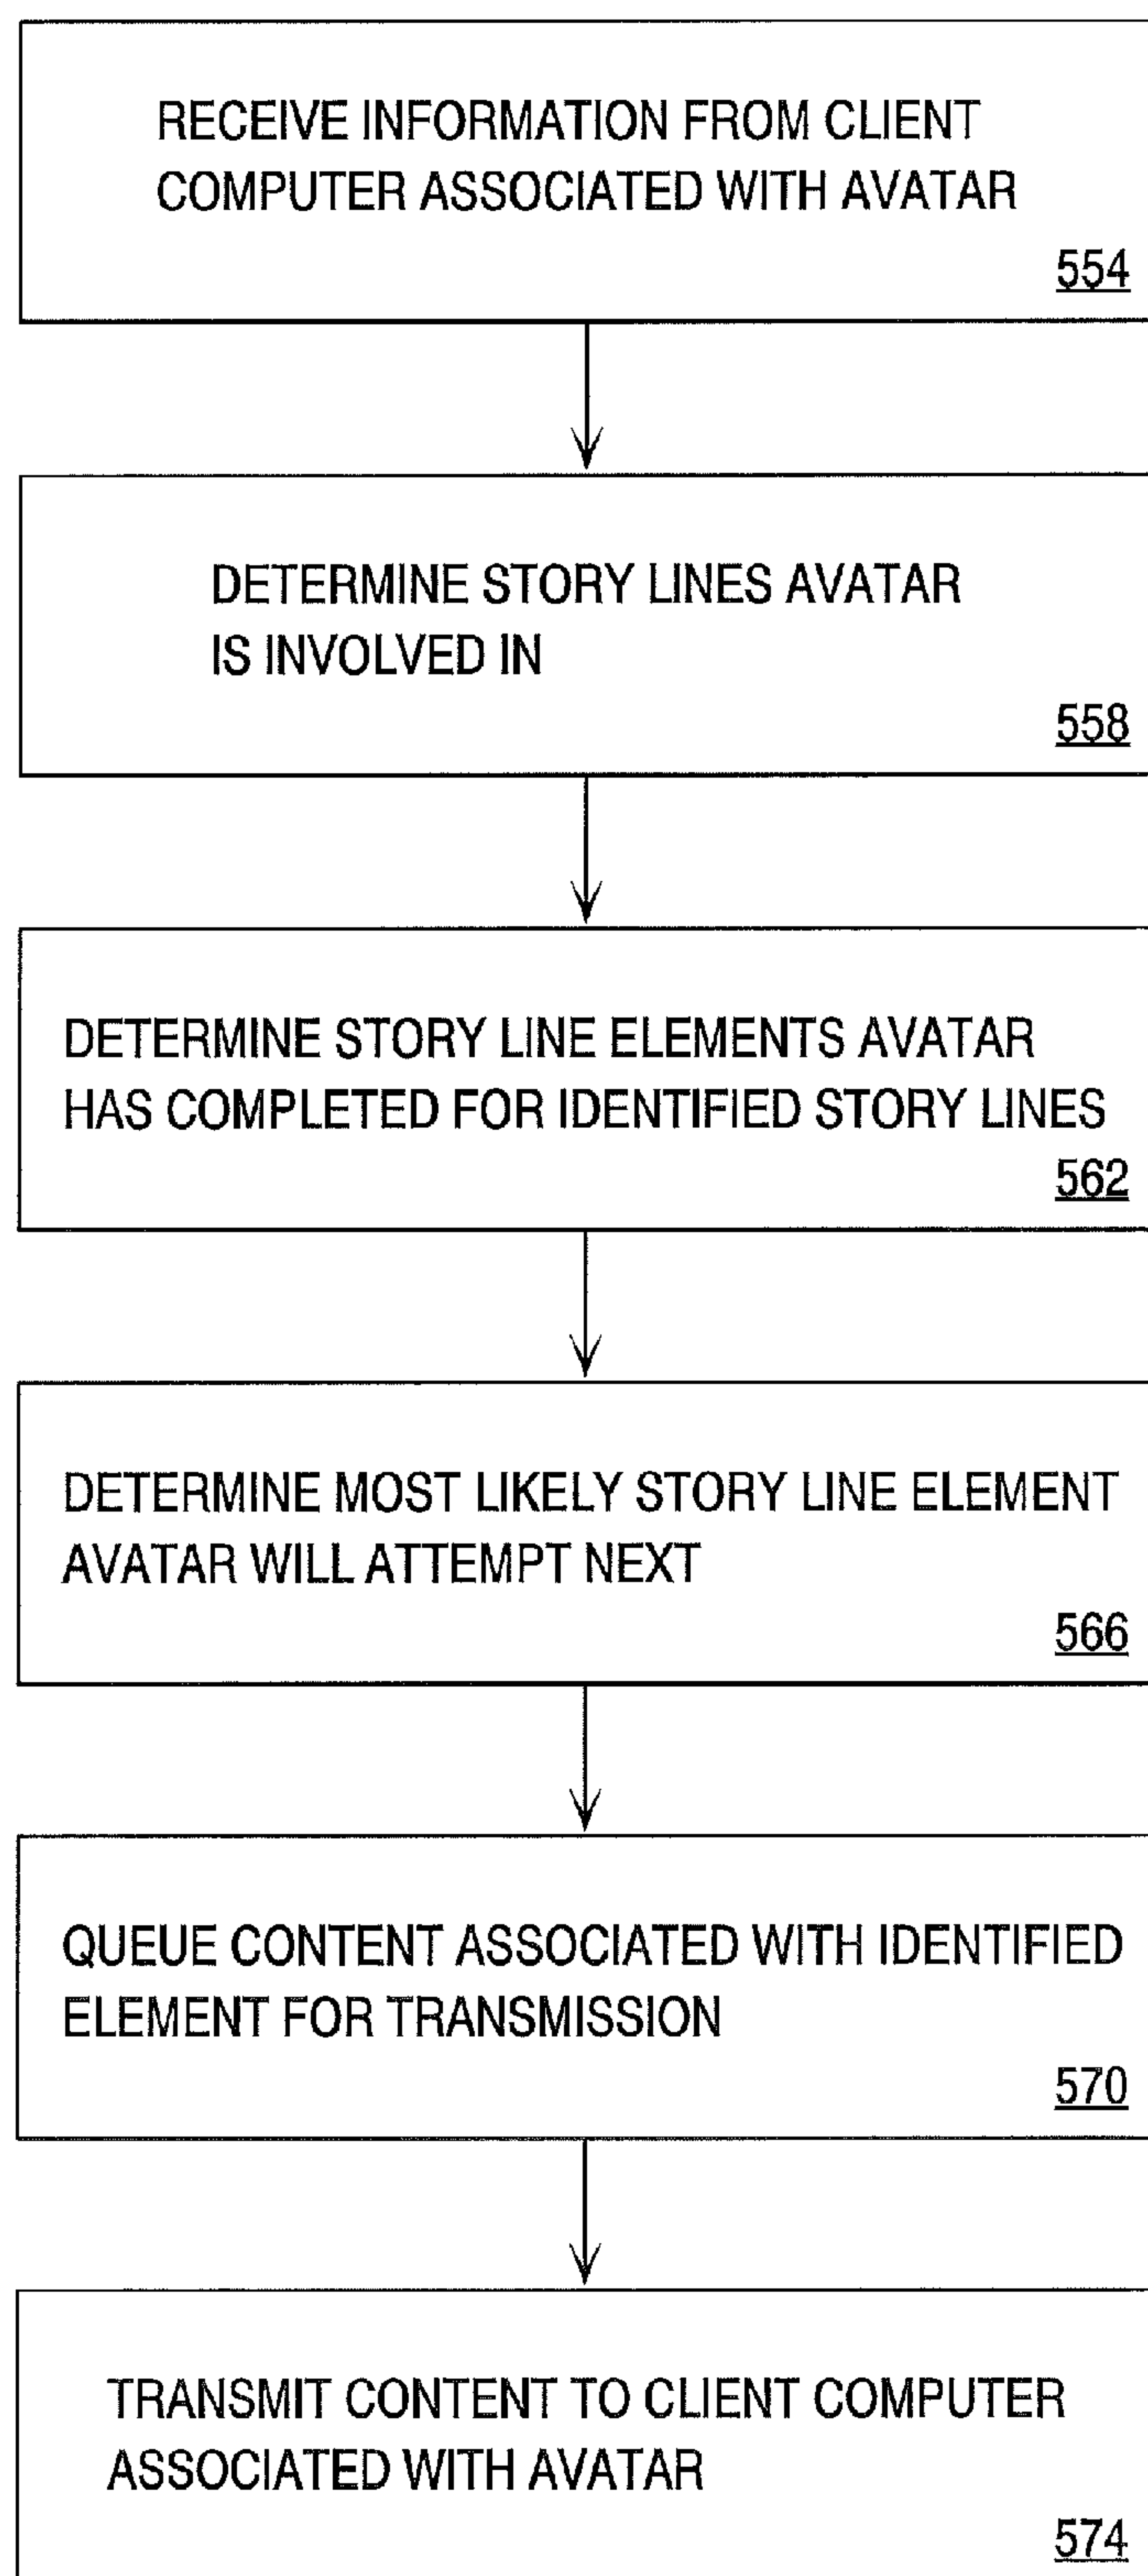 RECEIVE INFORMATION FROM CLIENT
COMPUTER ASSOCIATED WITH AVATAR
554
DETERMINE STORY LINES AVATAR
IS INVOLVED IN
558
DETERMINE STORY LINE ELEMENTS AVATAR
HAS COMPLETED FOR IDENTIFIED STORY LINES
562
DETERMINE MOST LIKELY STORY LINE ELEMENT
AVATAR WILL ATTEMPT NEXT
566
QUEUE CONTENT ASSOCIATED WITH IDENTIFIED
ELEMENT FOR TRANSMISSION
570
TRANSMIT CONTENT TO CLIENT COMPUTER
ASSOCIATED WITH AVATAR
574